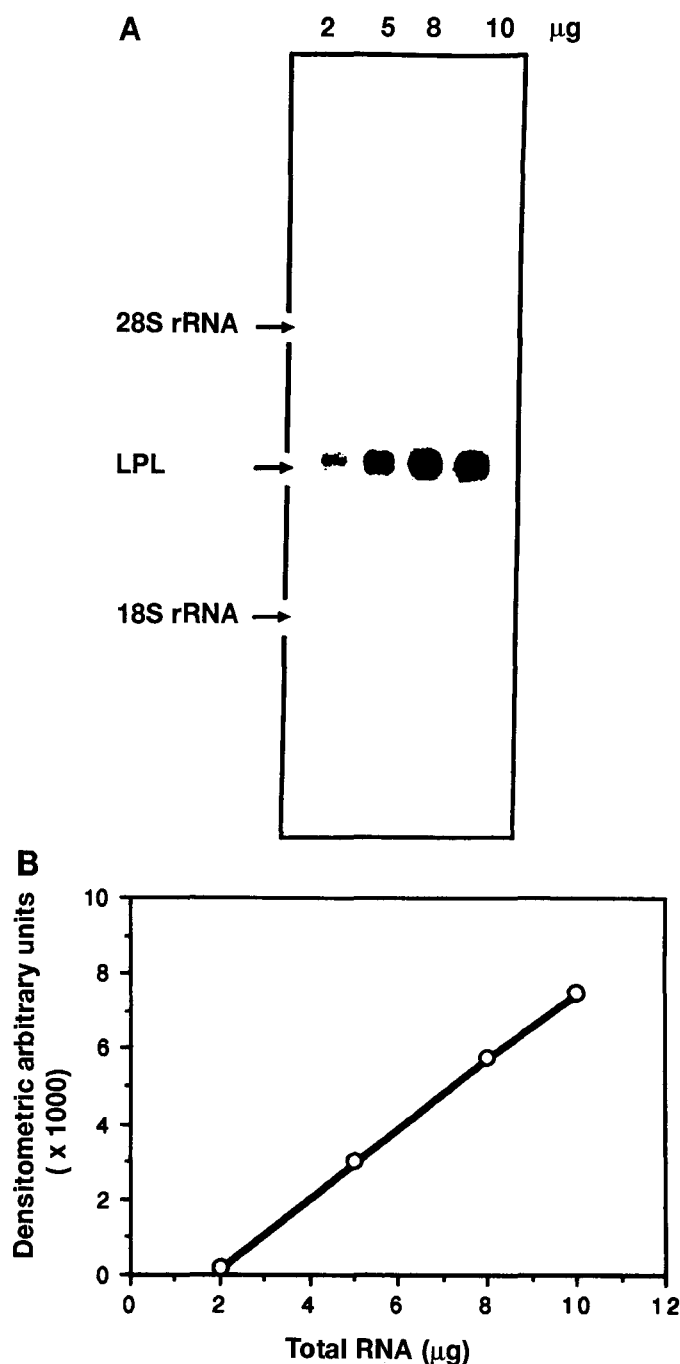 A
2 5 8 10 μg
28S rRNA
LPL
18S rRNA
B
Densitometric arbitrary units
( x 1000)
10
8
6
4
2
0
0 2 4 6 8 10 12
Total RNA (μg)